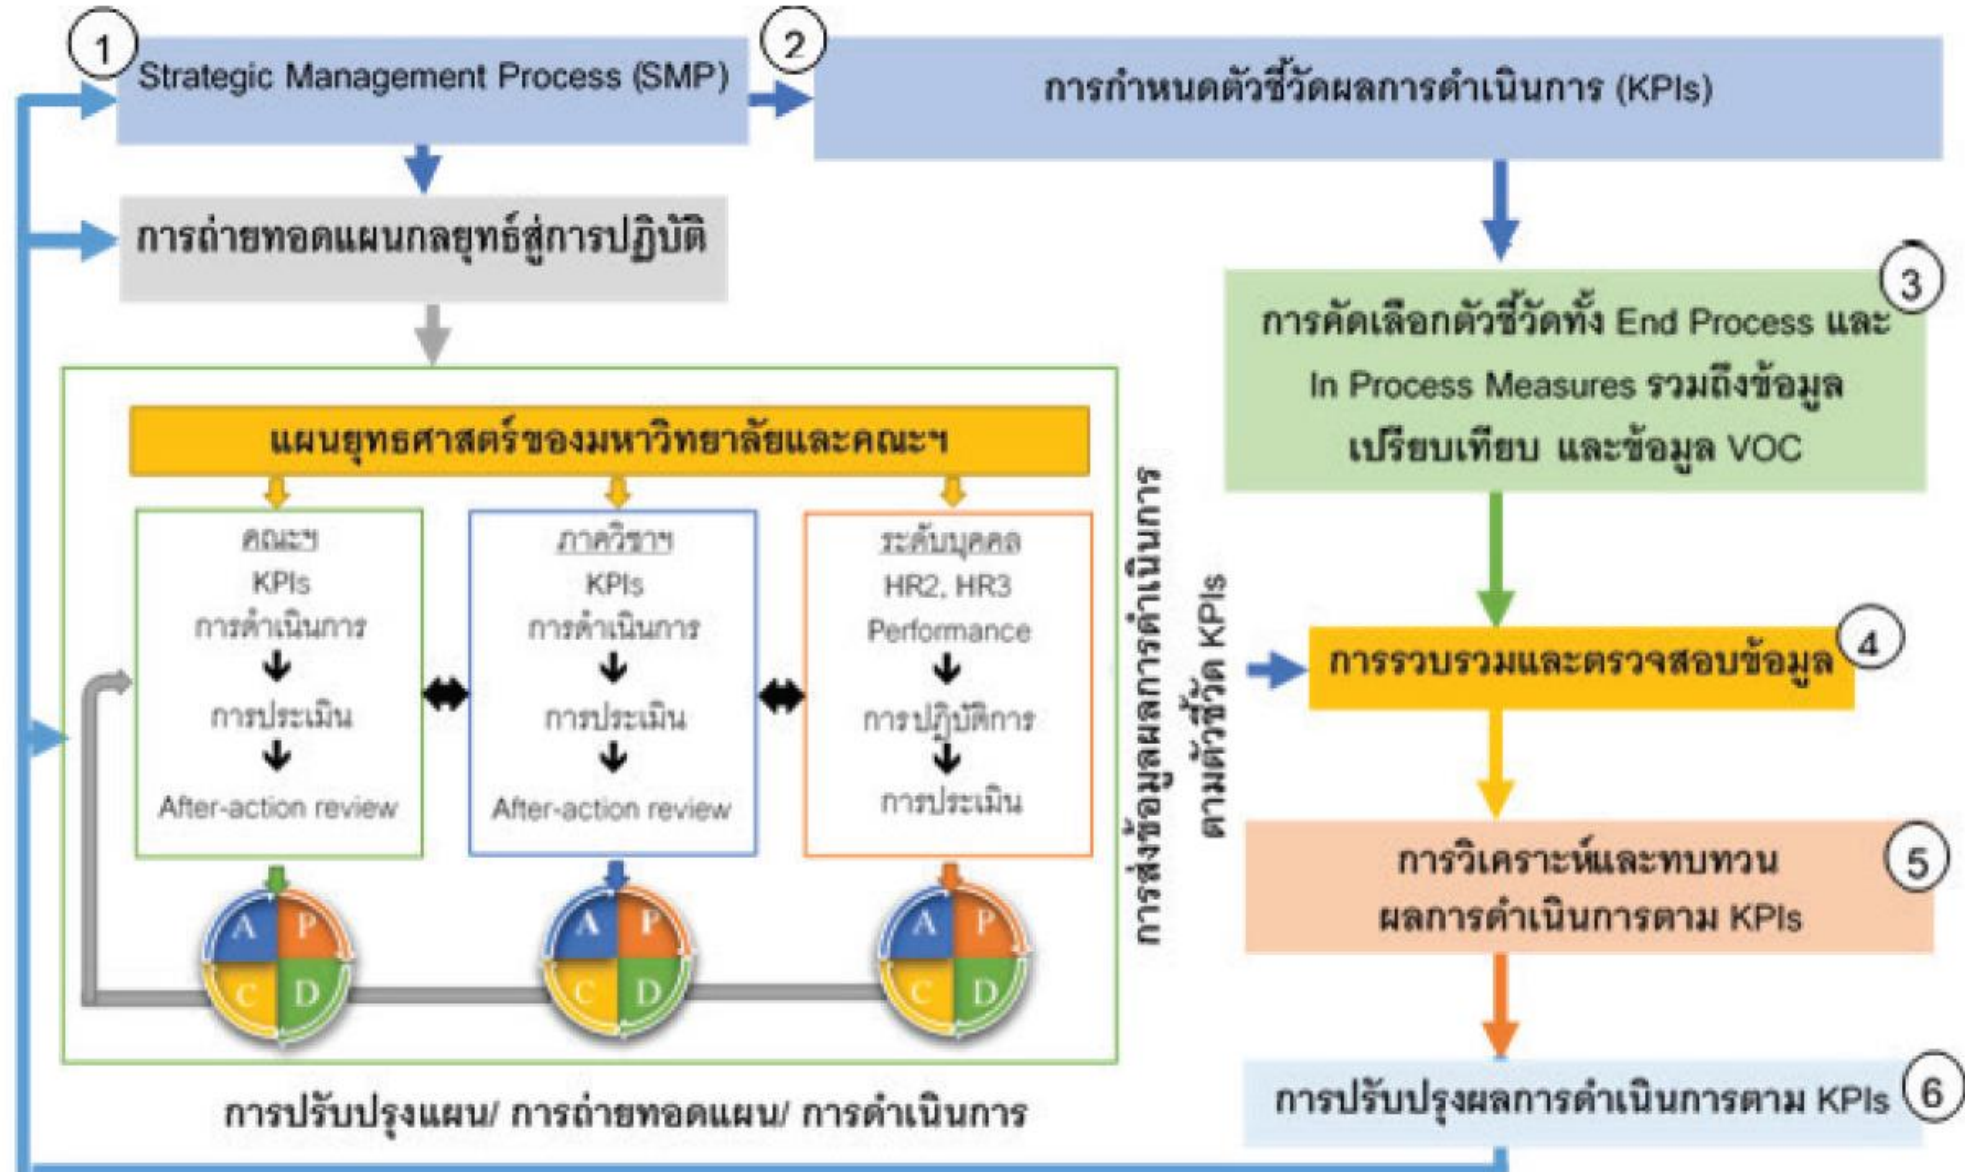 1
Strategic Management Process (SMP)
2
การกำหนดตัวชี้วัดผลการดำเนินการ (KPIs)
การถ่ายทอดแผนกลยุทธ์สู่การปฏิบัติ
3
การคัดเลือกตัวชี้วัดทั้ง End Process และ
In Process Measures รวมถึงข้อมูล
เปรียบเทียบ และข้อมูล VOC
แผนยุทธศาสตร์ของมหาวิทยาลัยและคณะฯ
คณะฯ
KPIs
การดำเนินการ
การประเมิน
After-action review
ภาควิชาฯ
KPIs
การดำเนินการ
การประเมิน
After-action review
ระดับบุคคล
HR2, HR3
Performance
การปฏิบัติการ
การประเมิน
A P
C D
A P
C D
A P
C D
การส่งข้อมูลผลการดำเนินการ
ตามตัวชี้วัด KPIs
การรวบรวมและตรวจสอบข้อมูล
4
การวิเคราะห์และทบทวน
ผลการดำเนินการตาม KPIs
5
การปรับปรุงผลการดำเนินการตาม KPIs
6
การปรับปรุงแผน/ การถ่ายทอดแผน/ การดำเนินการ